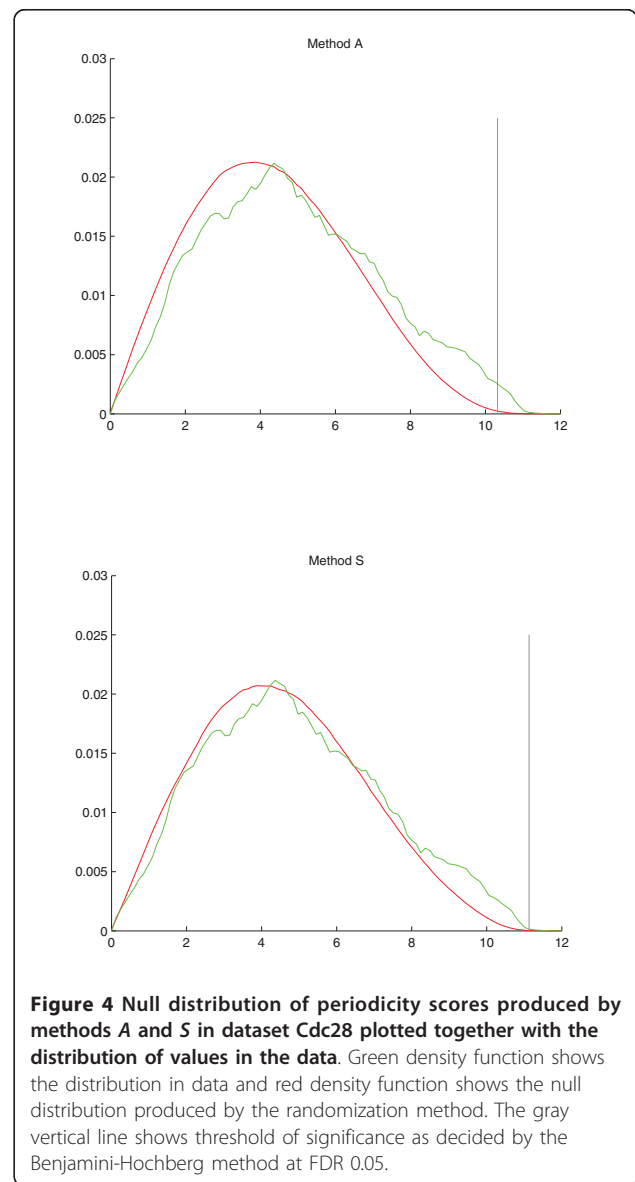 Method A
0.03
0.025
0.02
0.015
0.01
0.005
0
0 2 4 6 8 10 12
Method S
0.03
0.025
0.02
0.015
0.01
0.005
0
0 2 4 6 8 10 12
Figure 4 Null distribution of periodicity scores produced by
methods A and S in dataset Cdc28 plotted together with the
distribution of values in the data. Green density function shows
the distribution in data and red density function shows the null
distribution produced by the randomization method. The gray
vertical line shows threshold of significance as decided by the
Benjamini-Hochberg method at FDR 0.05.